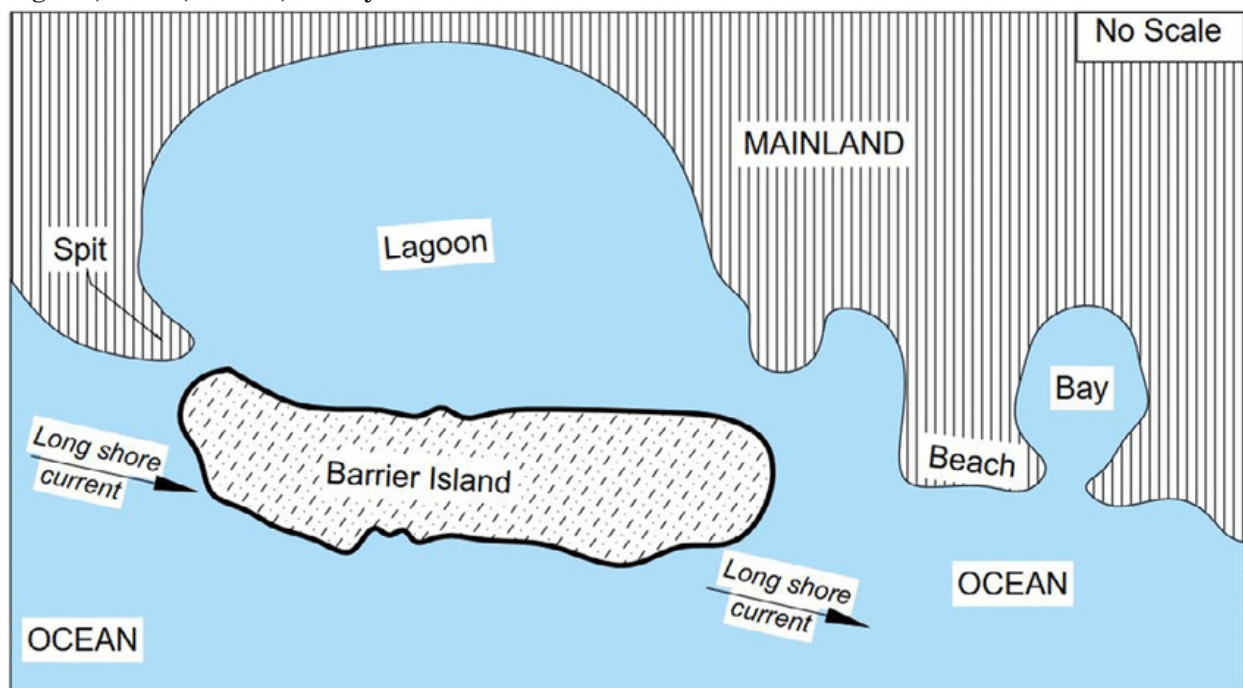 No Scale
MAINLAND
Spit
Lagoon
Bay
Long shore
current
Barrier Island
Beach
Long shore
current
OCEAN
OCEAN